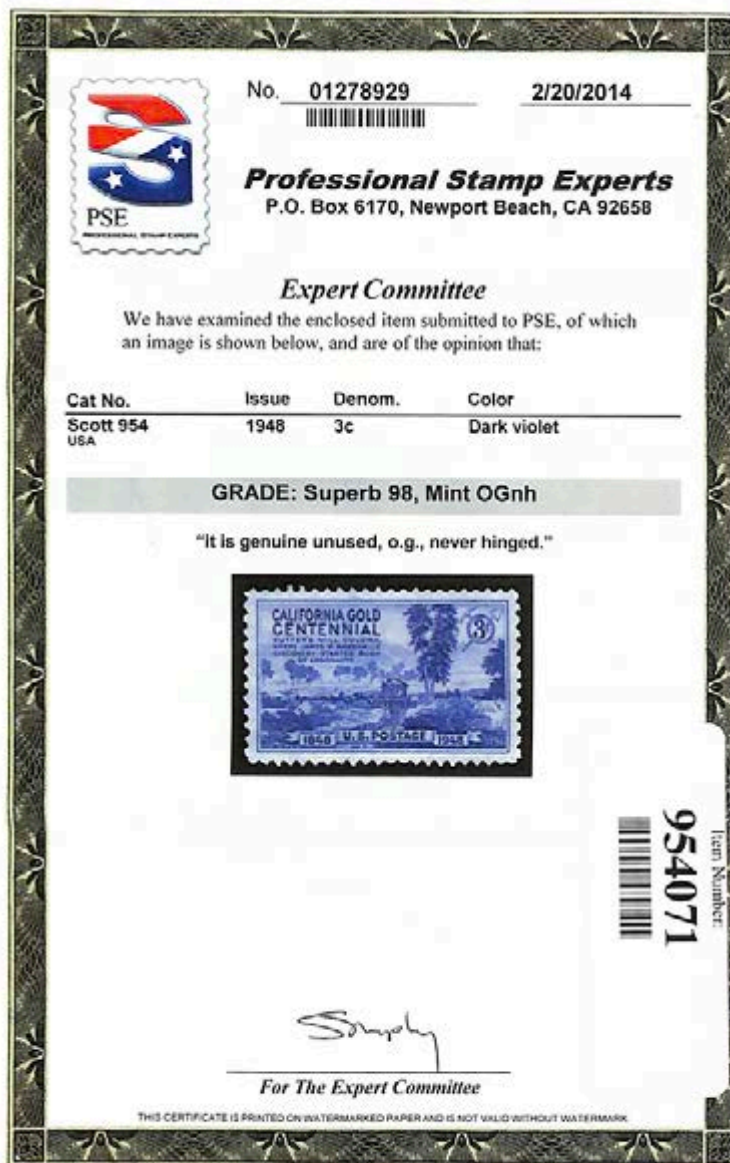 No. 01278929 2/20/2014
PSE
PROFESSIONAL STAMP EXPERTS
Professional Stamp Experts
P.O. Box 6170, Newport Beach, CA 92658
Expert Committee
We have examined the enclosed item submitted to PSE, of which
an image is shown below, and are of the opinion that:
Cat No. Issue Denom. Color
Scott 954 1948 3c Dark violet
USA
GRADE: Superb 98, Mint OGnh
"It is genuine unused, o.g., never hinged."
CALIFORNIA GOLD
CENTENNIAL
3
1848 U.S. POSTAGE 1948
Item Number:
954071
For The Expert Committee
THIS CERTIFICATE IS PRINTED ON WATERMARKED PAPER AND IS NOT VALID WITHOUT WATERMARK